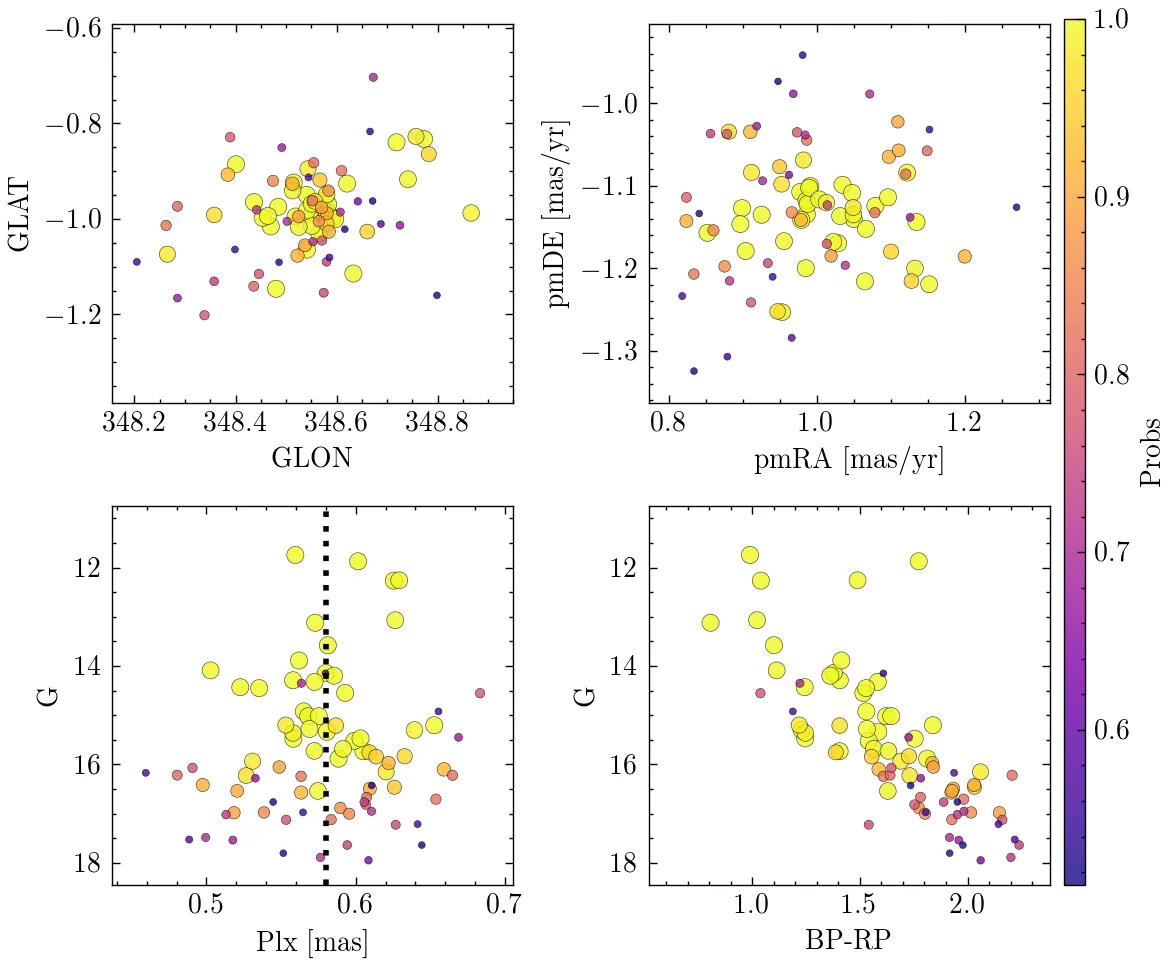 −0.6
−0.8
−1.0
−1.2
GLAT
348.2 348.4 348.6 348.8
GLON
−1.0
−1.1
−1.2
−1.3
pmDE [mas/yr]
0.8 1.0 1.2
pmRA [mas/yr]
12
14
16
18
G
0.5 0.6 0.7
Plx [mas]
12
14
16
18
G
1.0 1.5 2.0
BP-RP
1.0
0.9
0.8
0.7
0.6
Probs